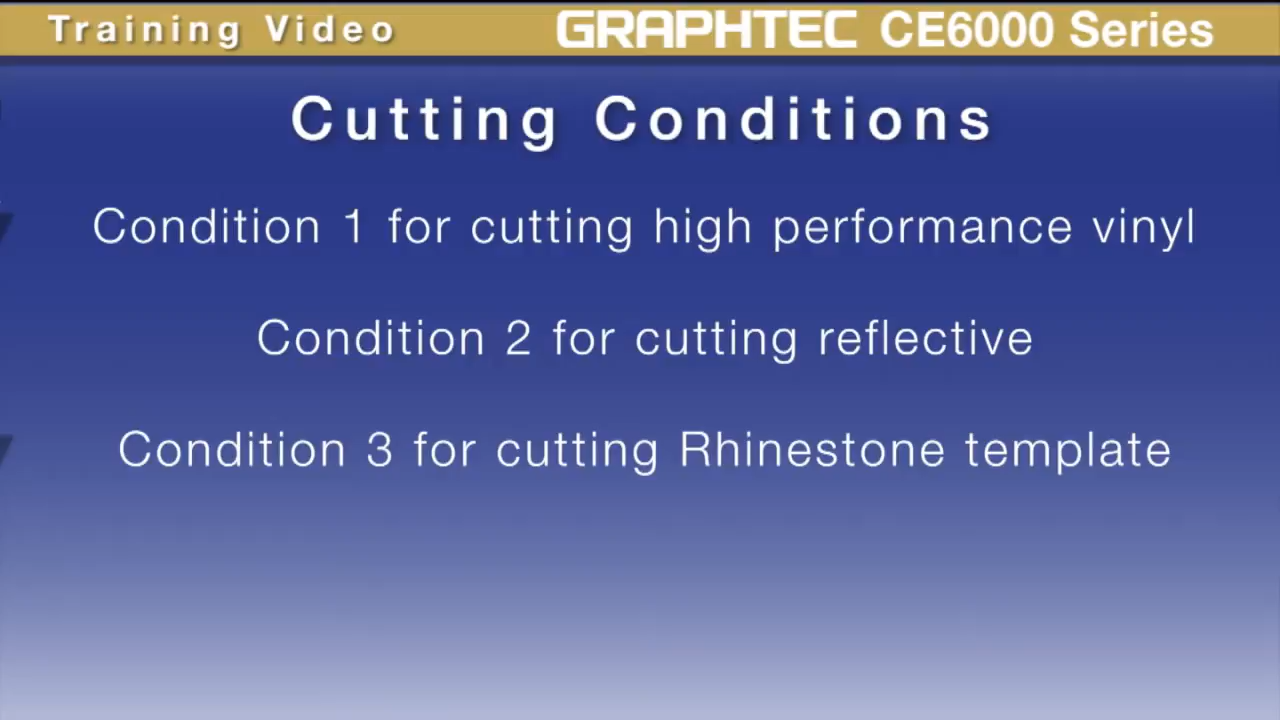 Training Video
GRAPHTEC CE6000 Series
Cutting Conditions
Condition 1 for cutting high performance vinyl
Condition 2 for cutting reflective
Condition 3 for cutting Rhinestone template